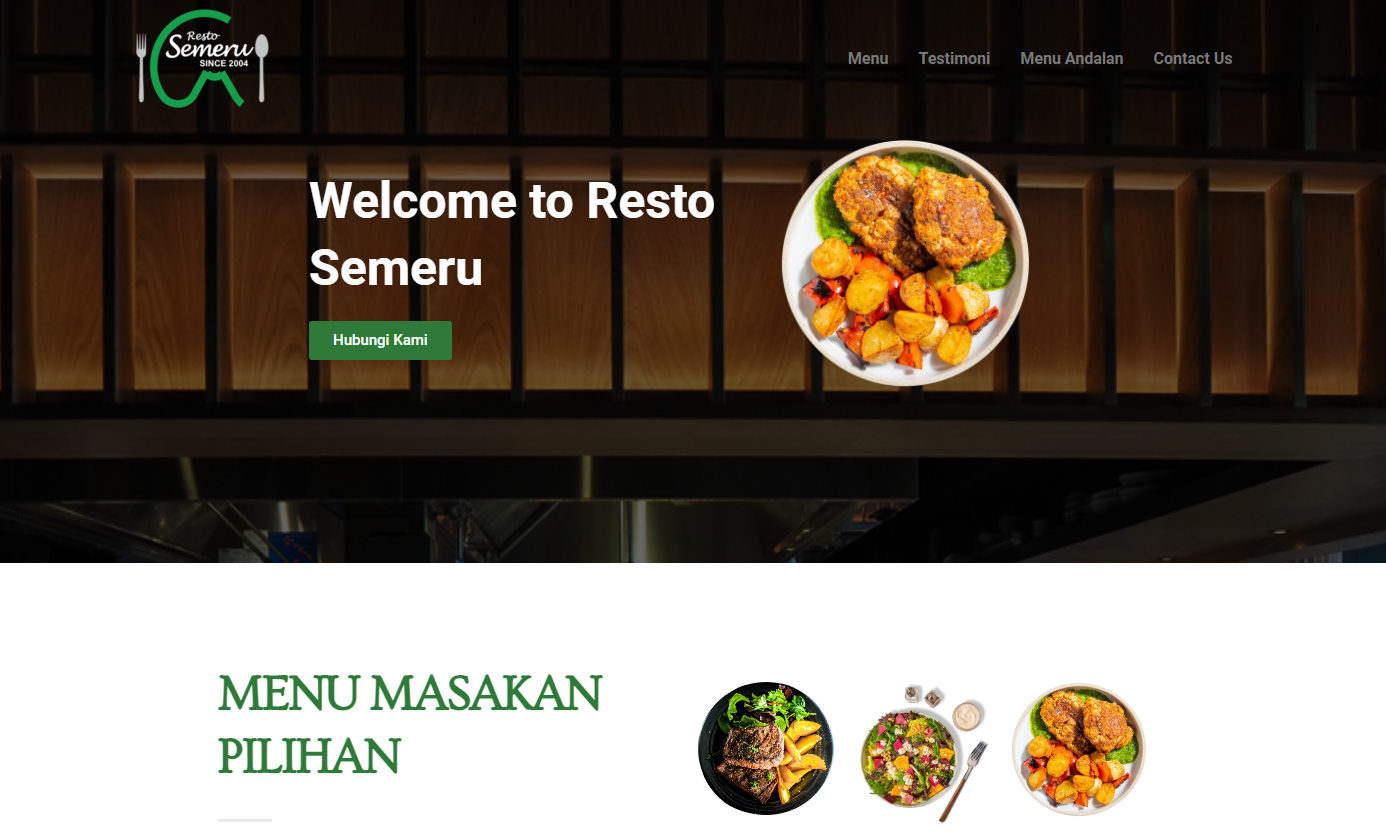 Resto
Semeru
SINCE 2004
Menu Testimoni Menu Andalan Contact Us
Welcome to Resto
Semeru
Hubungi Kami
MENU MASAKAN
PILIHAN